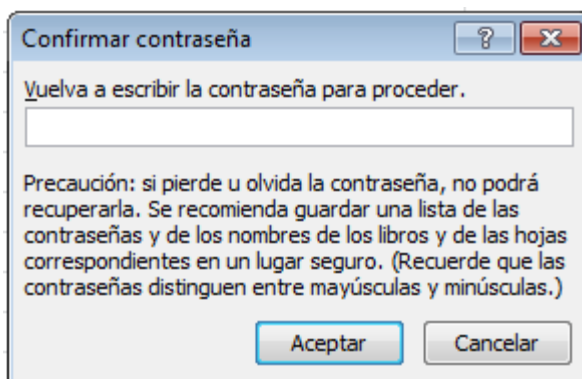 Confirmar contraseña
Vuelva a escribir la contraseña para proceder.
Precaución: si pierde u olvida la contraseña, no podrá
recuperarla. Se recomienda guardar una lista de las
contraseñas y de los nombres de los libros y de las hojas
correspondientes en un lugar seguro. (Recuerde que las
contraseñas distinguen entre mayúsculas y minúsculas.)
Aceptar Cancelar